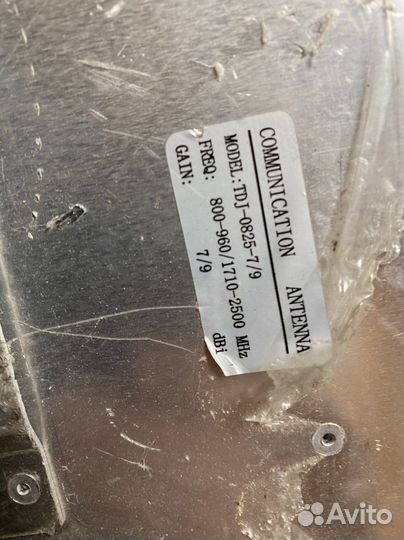 COMMUNICATION ANTENNA
MODEL:TDJ-0825-7/9
FREQ: 800-960/1710-2500 MHz
GAIN: 7/9 dBi
Avito